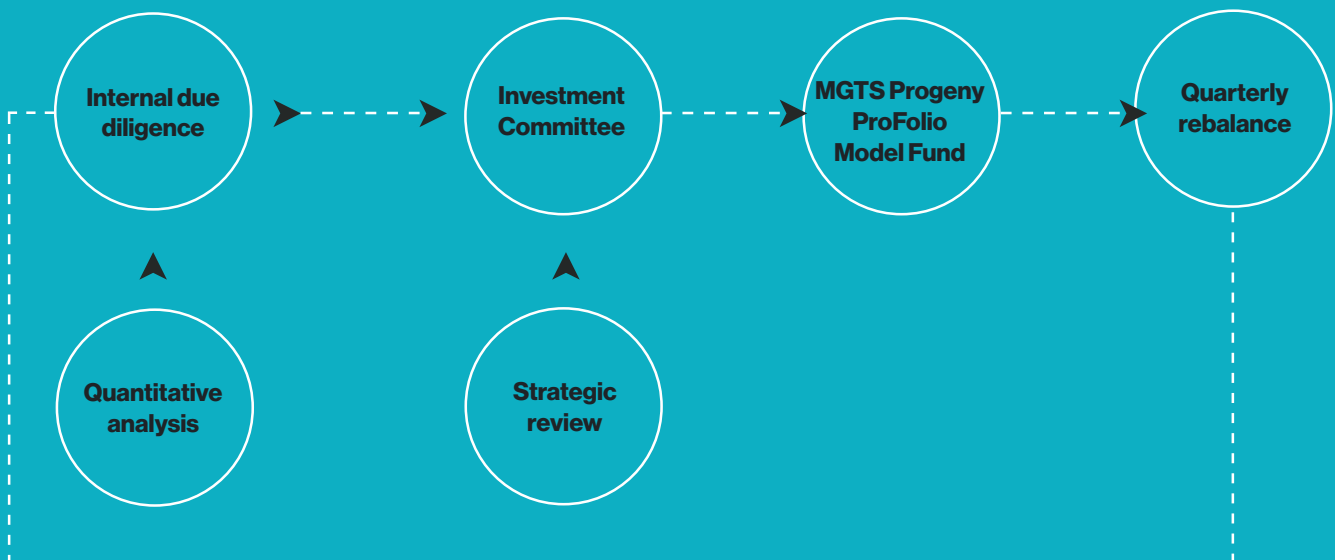 Internal due
diligence
Investment
Committee
MGTS Progeny
ProFolio
Model Fund
Quarterly
rebalance
Quantitative
analysis
Strategic
review